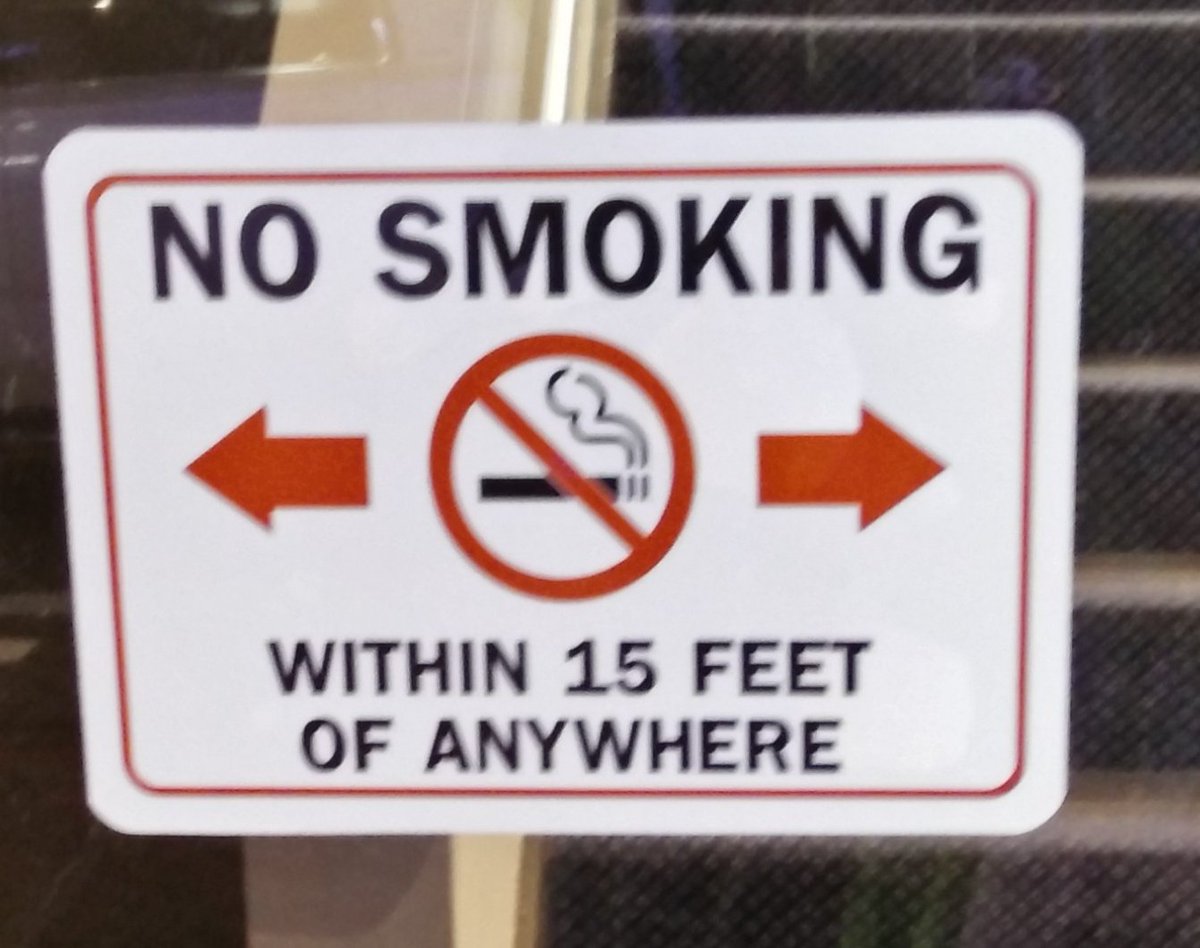 NO SMOKING
WITHIN 15 FEET
OF ANYWHERE